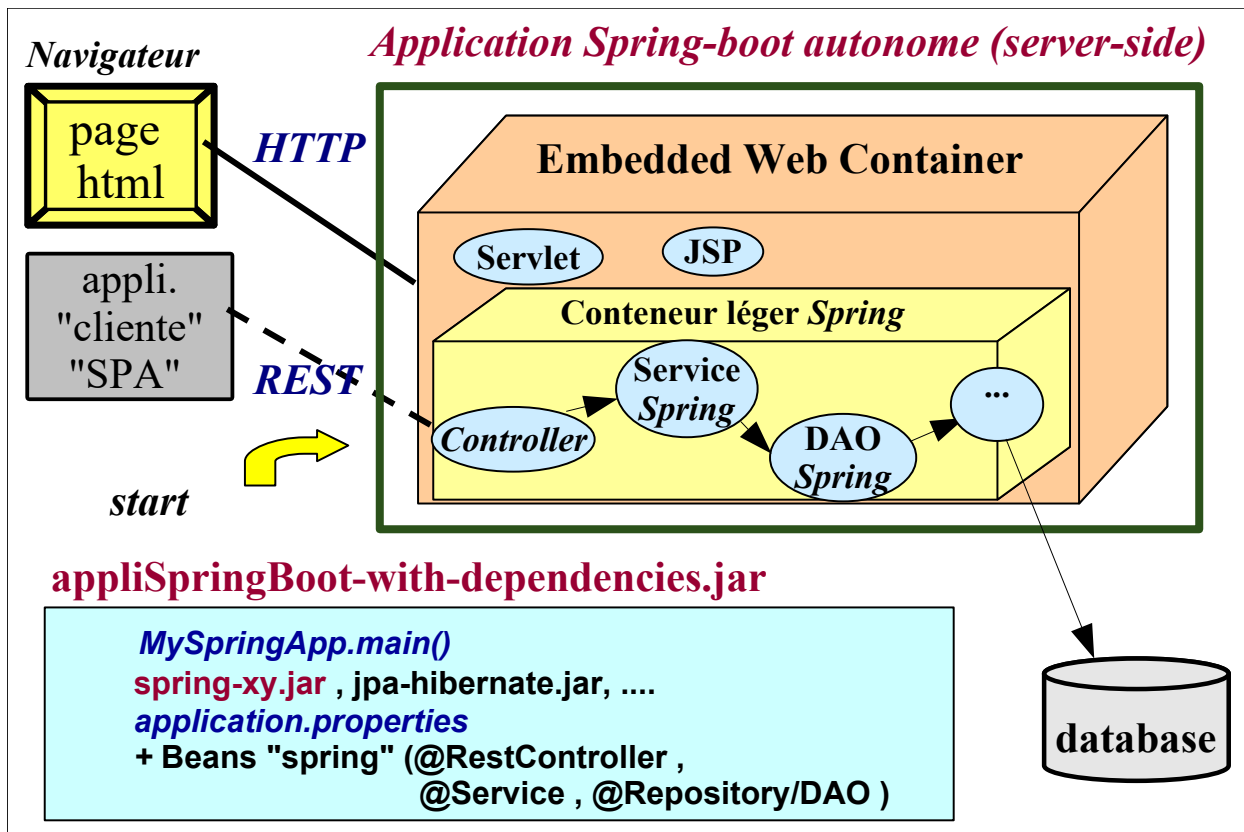 Application Spring-boot autonome (server-side)
Navigateur
page
html
HTTP
Embedded Web Container
Servlet
JSP
appli.
"cliente"
"SPA"
REST
Conteneur léger Spring
Service
Spring
Controller
DAO
Spring
...
start
appliSpringBoot-with-dependencies.jar
MySpringApp.main()
spring-xy.jar , jpa-hibernate.jar, ....
application.properties
+ Beans "spring" (@RestController ,
@Service , @Repository/DAO )
database